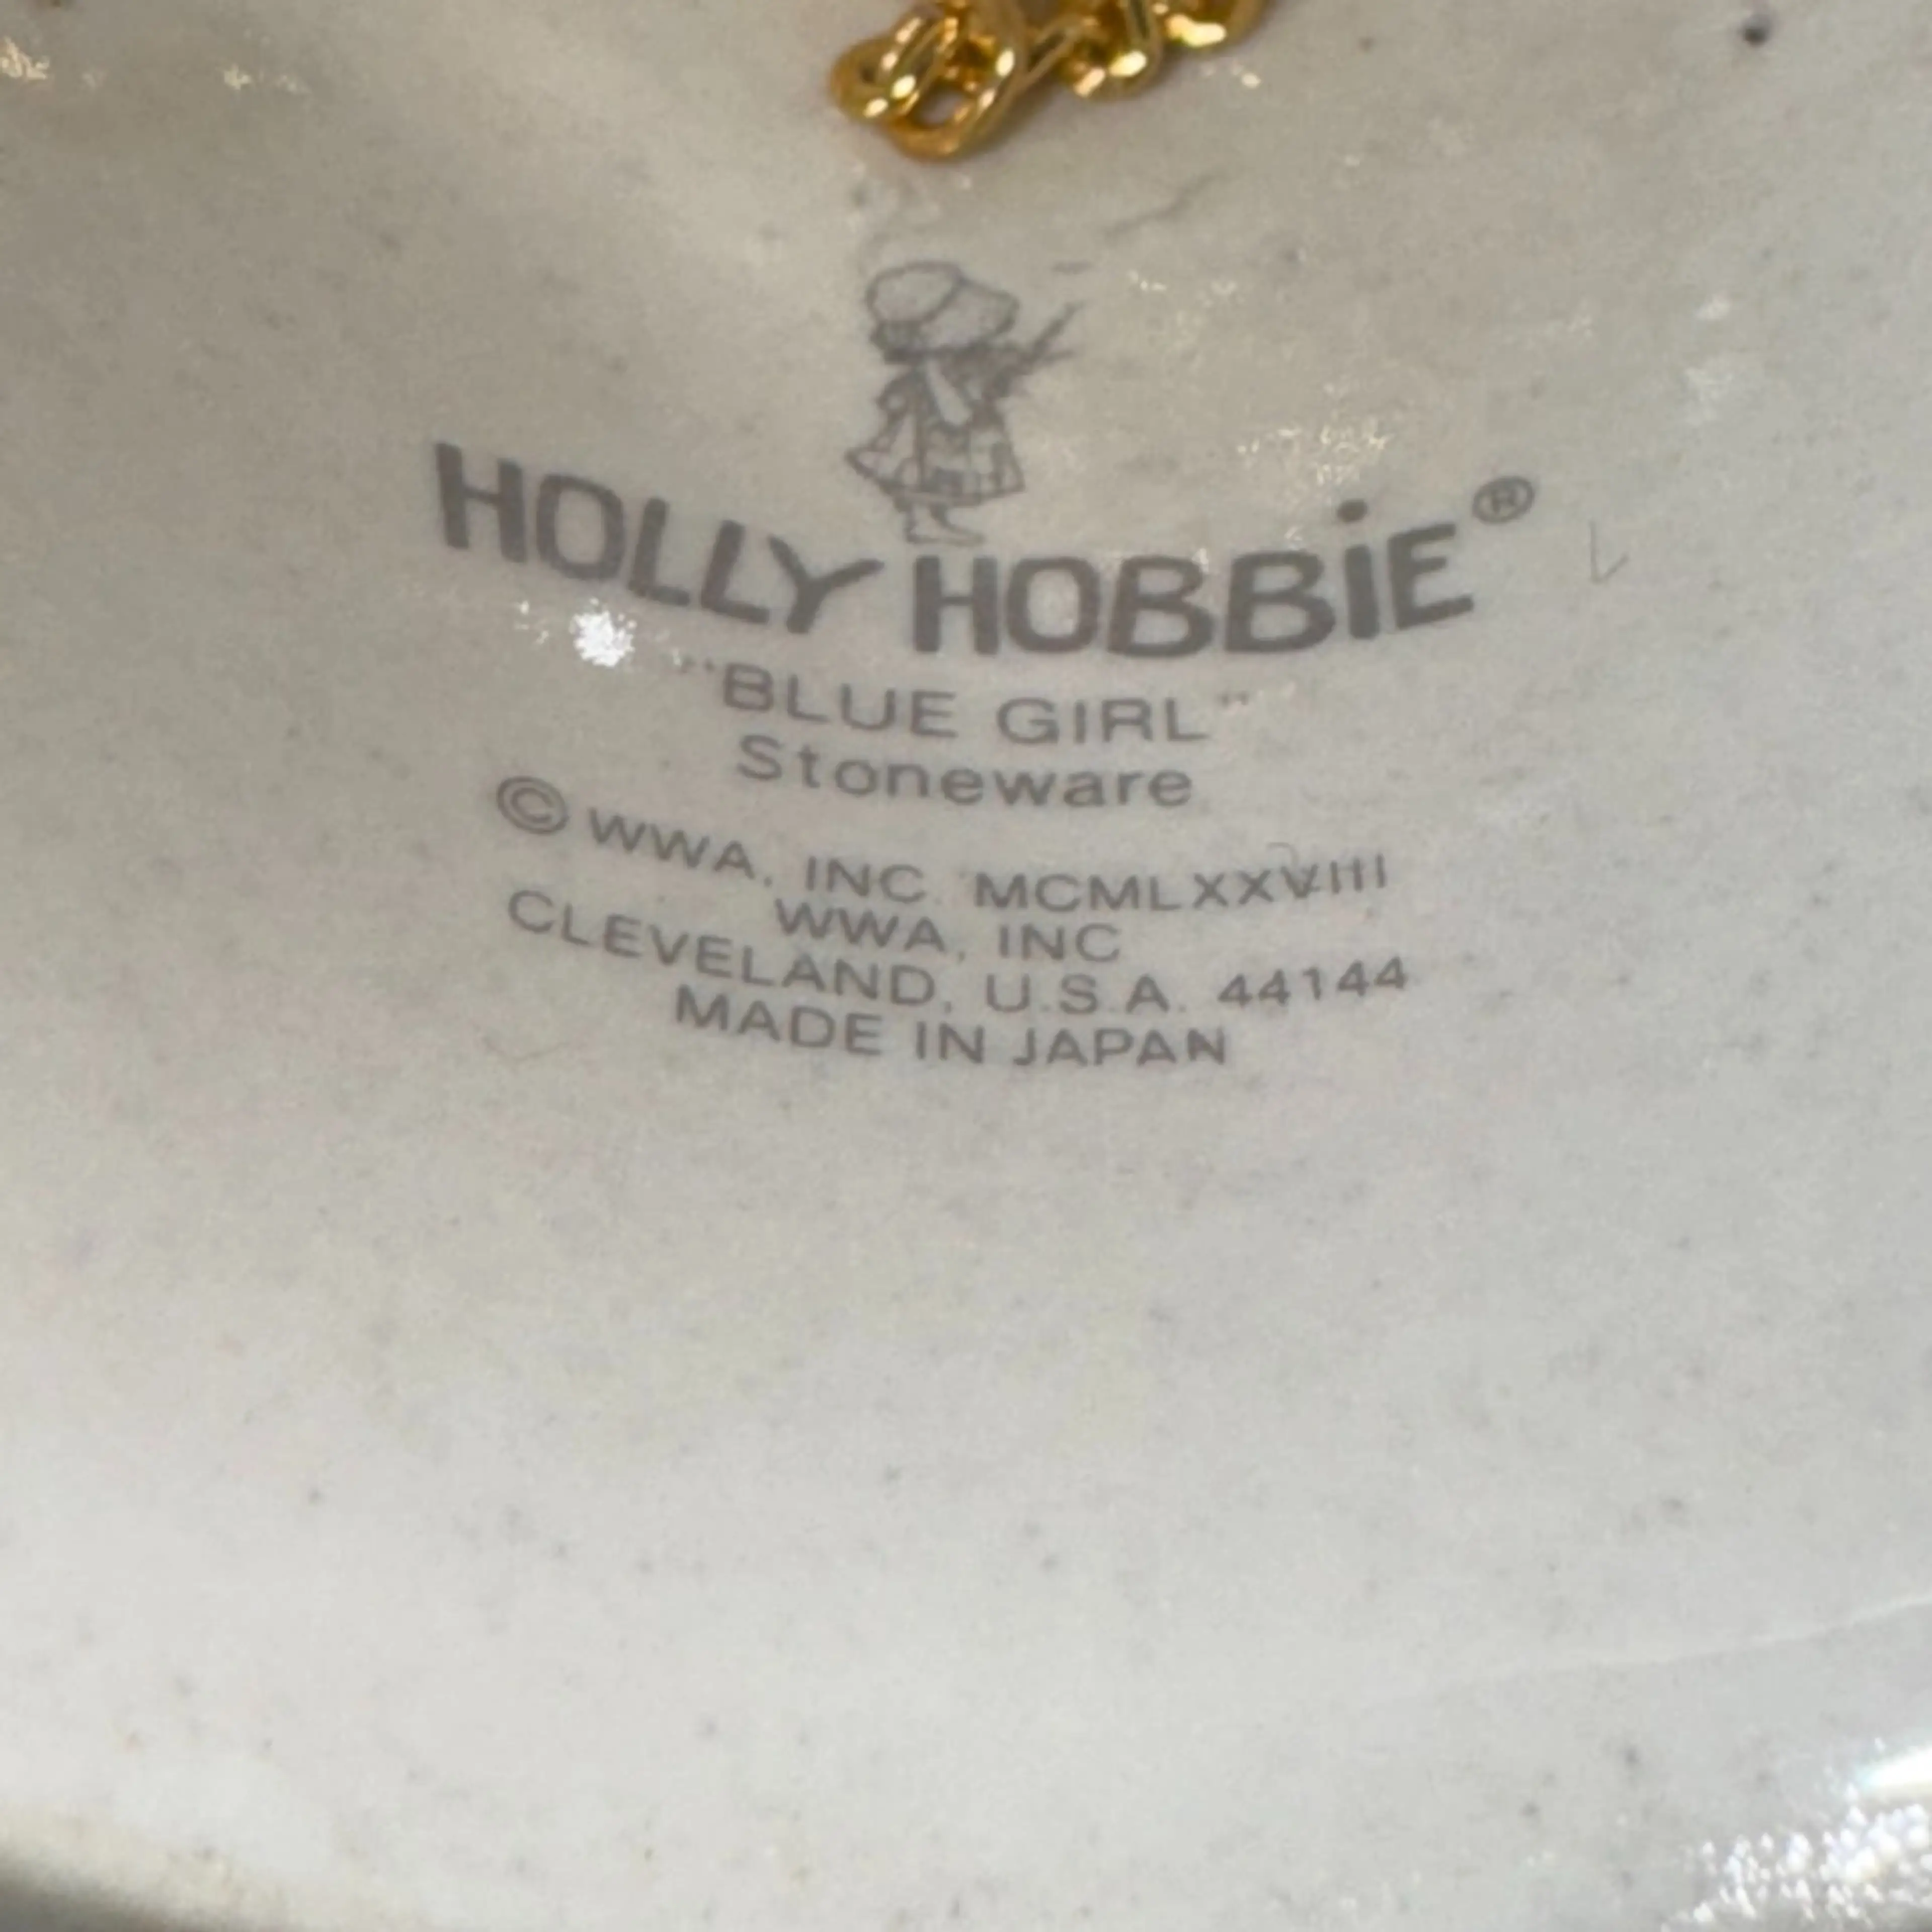 HOLLY HOBBiE®
"BLUE GIRL"
Stoneware
© WWA, INC. MCMLXXVIII
WWA, INC
CLEVELAND, U.S.A. 44144
MADE IN JAPAN